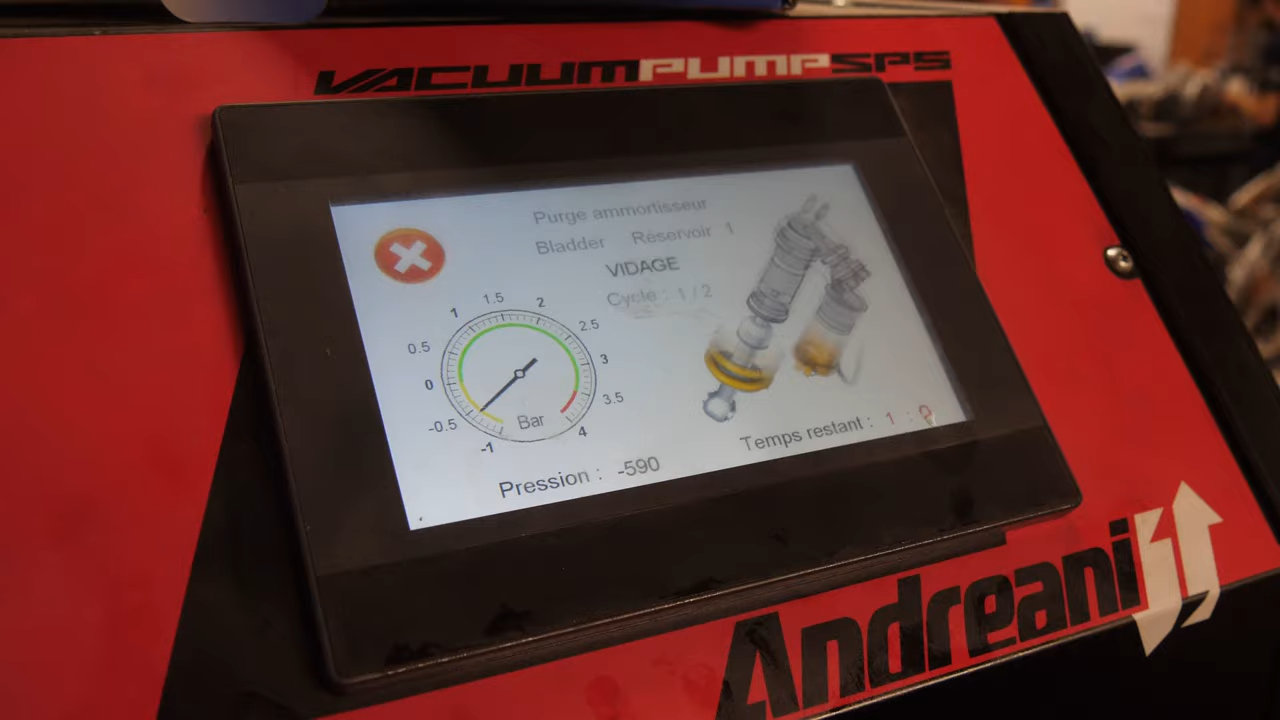 VACUUMPUMPSPS
Purge ammortisseur
Bladder Réservoir 1
VIDAGE
Cycle : 1 / 2
-1
-0.5
0
0.5
1
1.5
2
2.5
3
3.5
4
Bar
Pression : -590
Temps restant : 1 : 0
Andreani